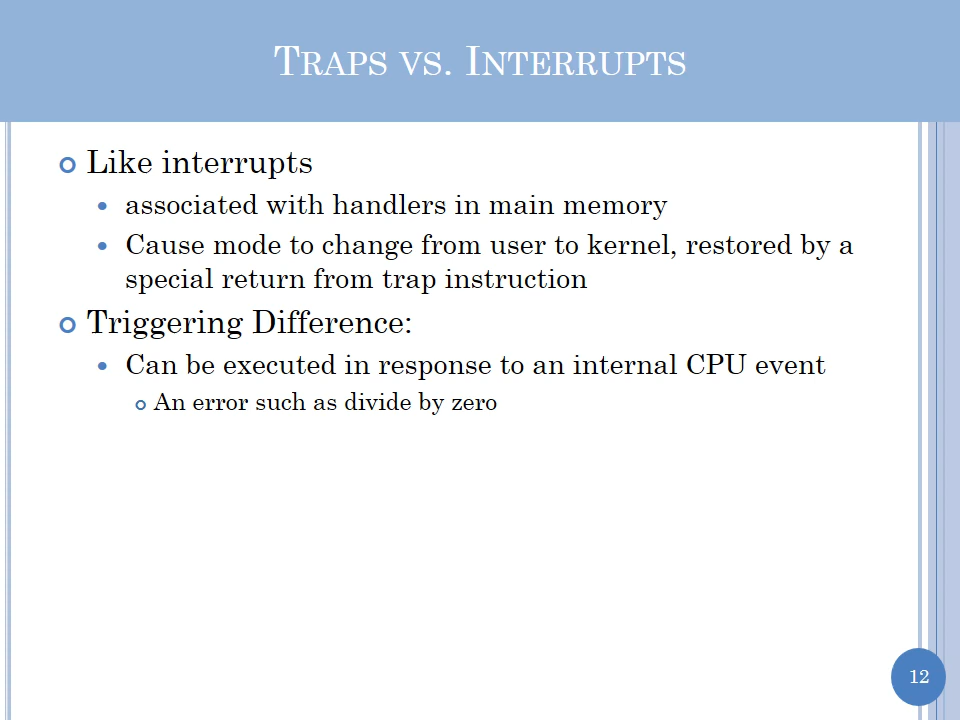 TRAPS VS. INTERRUPTS
Like interrupts
associated with handlers in main memory
Cause mode to change from user to kernel, restored by a
special return from trap instruction
Triggering Difference:
Can be executed in response to an internal CPU event
An error such as divide by zero
12